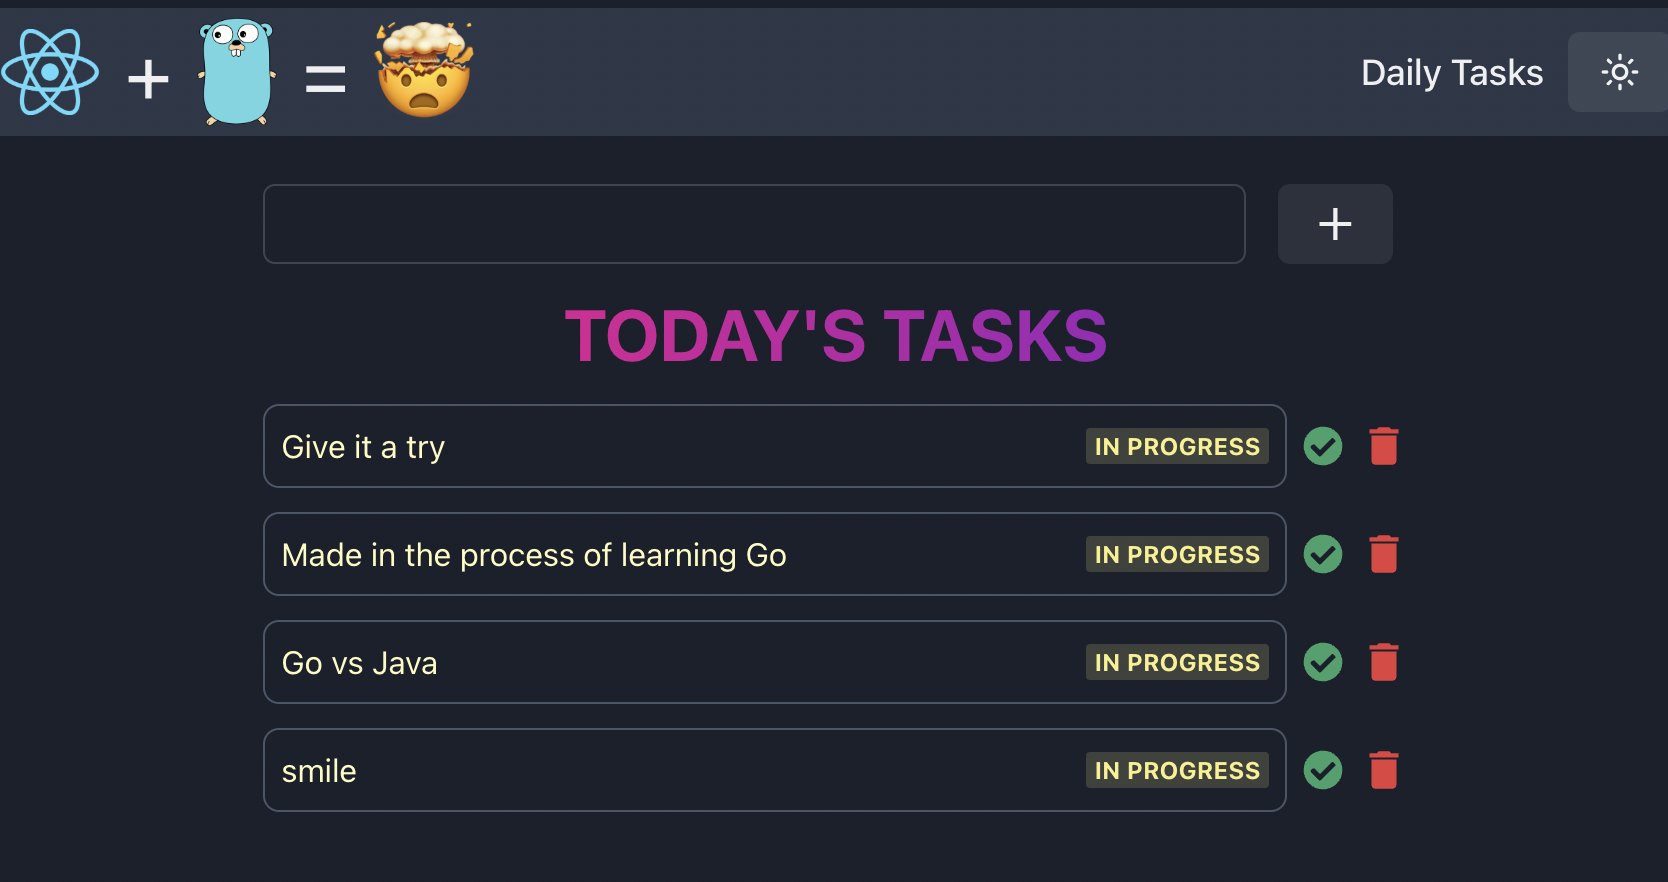 + =
Daily Tasks
+
TODAY'S TASKS
Give it a try IN PROGRESS
Made in the process of learning Go IN PROGRESS
Go vs Java IN PROGRESS
smile IN PROGRESS